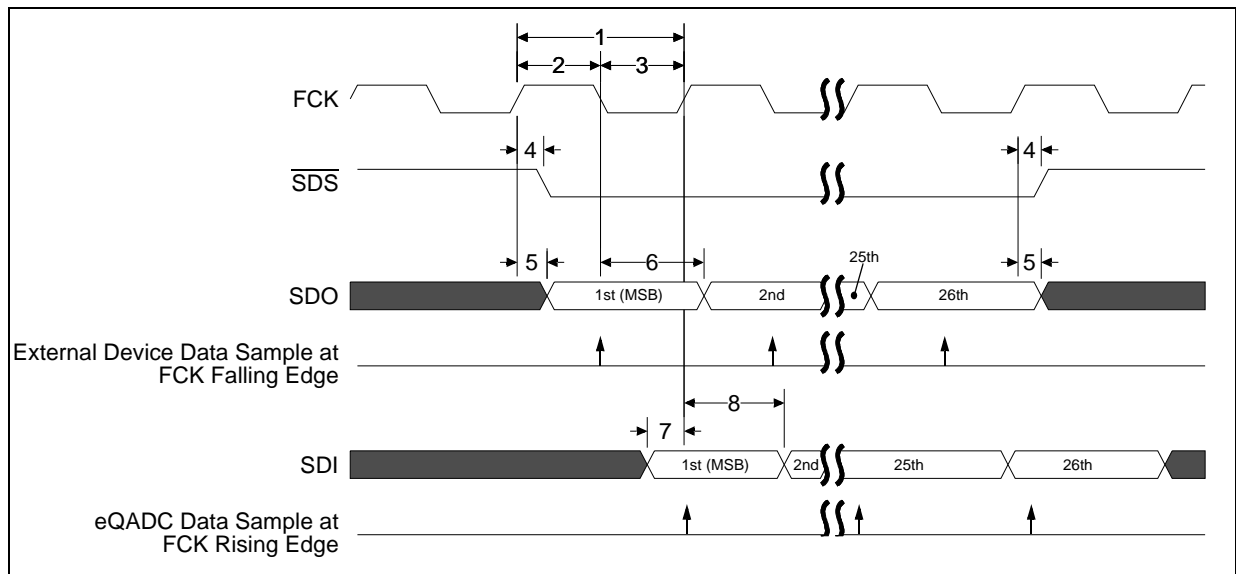 1
2 3
FCK
4 4
SDS
5 6 25th 5
SDO 1st (MSB) 2nd 26th
External Device Data Sample at
FCK Falling Edge
8
7
SDI 1st (MSB) 2nd 25th 26th
eQADC Data Sample at
FCK Rising Edge